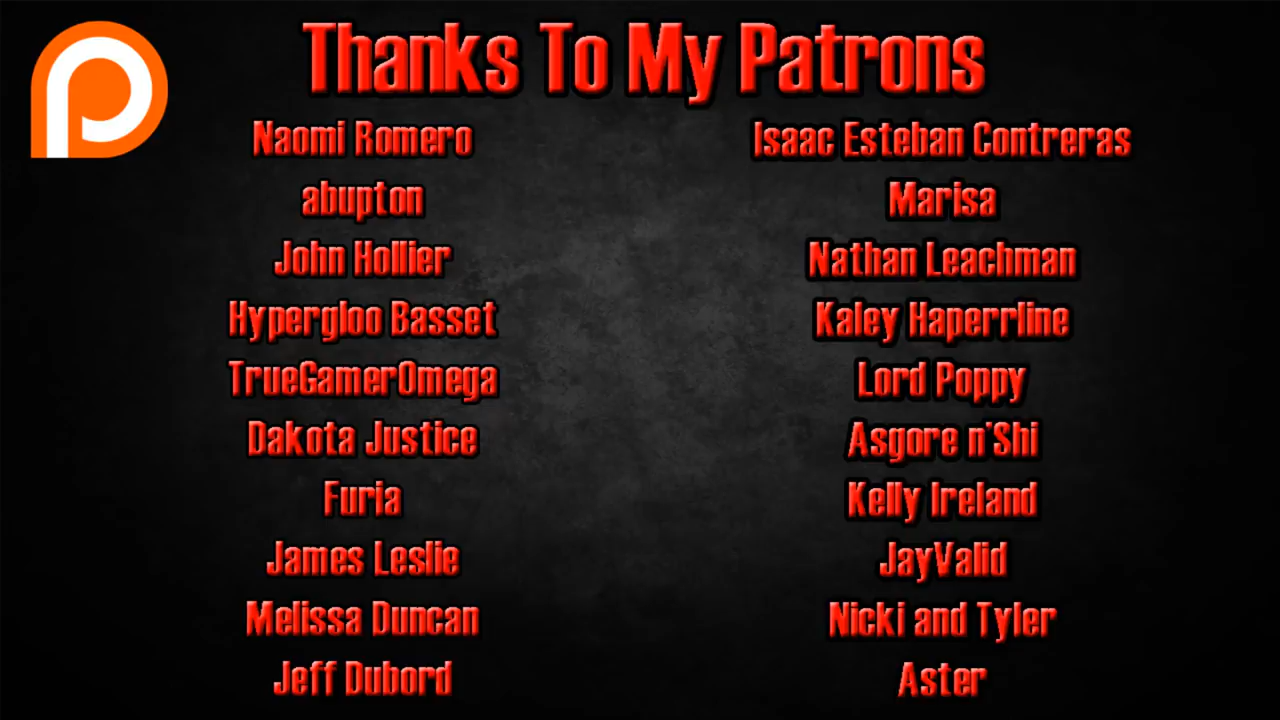 Thanks To My Patrons
Naomi Romero
abupton
John Hollier
Hypergloo Basset
TrueGamerOmega
Dakota Justice
Furia
James Leslie
Melissa Duncan
Jeff Dubord
Isaac Esteban Contreras
Marisa
Nathan Leachman
Kaley Haperrline
Lord Poppy
Asgore n'Shi
Kelly Ireland
JayValid
Nicki and Tyler
Aster